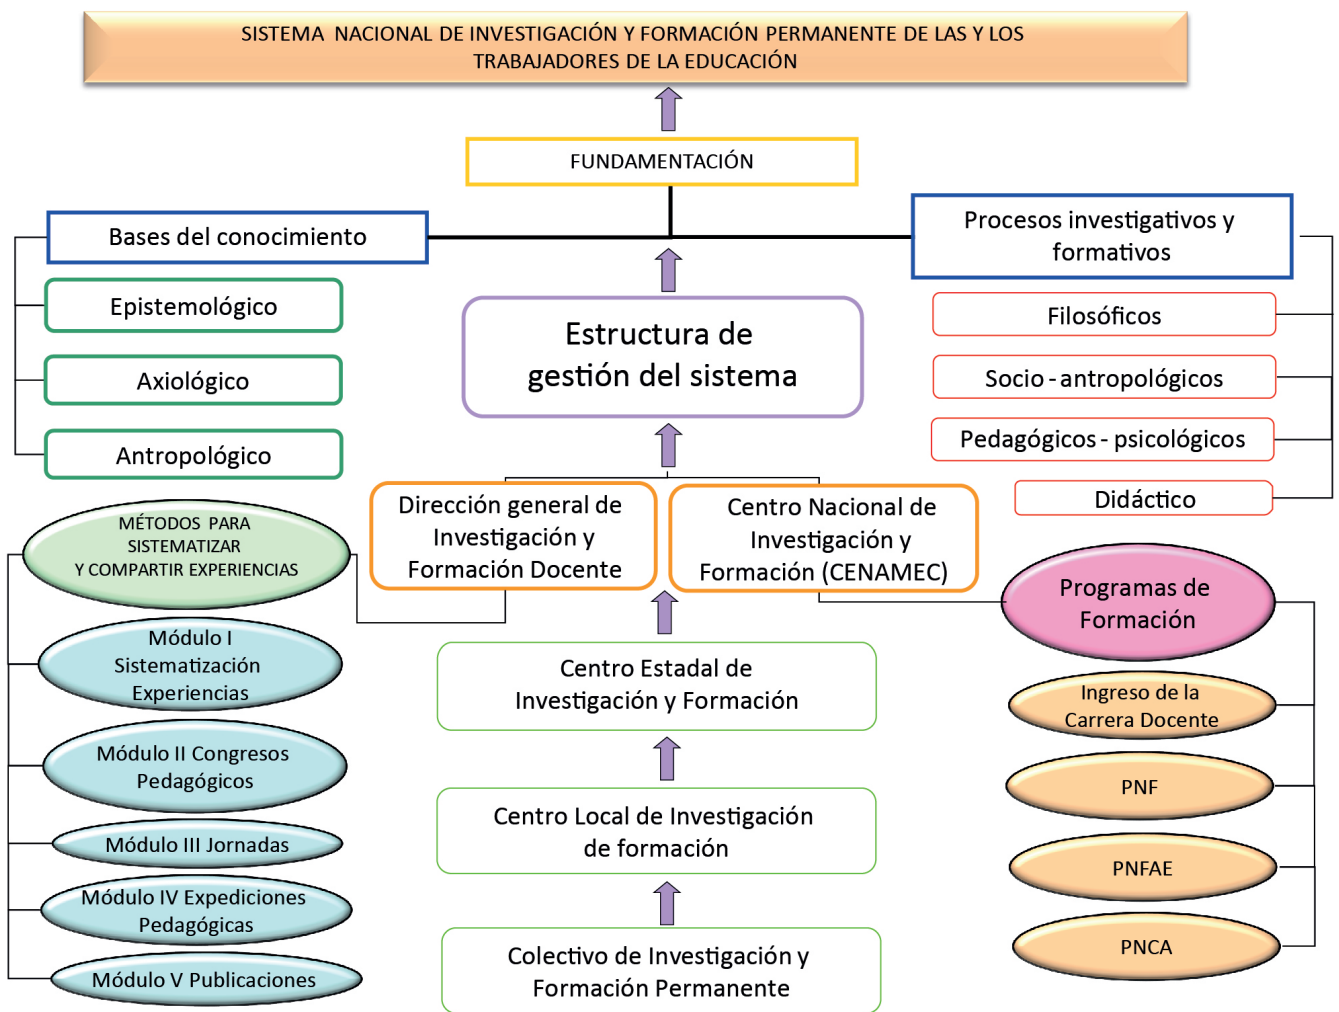 SISTEMA NACIONAL DE INVESTIGACIÓN Y FORMACIÓN PERMANENTE DE LAS Y LOS
TRABAJADORES DE LA EDUCACIÓN
FUNDAMENTACIÓN
Bases del conocimiento
Epistemológico
Axiológico
Antropológico
Procesos investigativos y
formativos
Filosóficos
Socio - antropológicos
Pedagógicos - psicológicos
Didáctico
Estructura de
gestión del sistema
Dirección general de
Investigación y
Formación Docente
Centro Nacional de
Investigación y
Formación (CENAMEC)
MÉTODOS PARA
SISTEMATIZAR
Y COMPARTIR EXPERIENCIAS
Módulo I
Sistematización
Experiencias
Módulo II Congresos
Pedagógicos
Módulo III Jornadas
Módulo IV Expediciones
Pedagógicas
Módulo V Publicaciones
Centro Estadal de
Investigación y Formación
Centro Local de Investigación
de formación
Colectivo de Investigación y
Formación Permanente
Programas de
Formación
Ingreso de la
Carrera Docente
PNF
PNFAE
PNCA